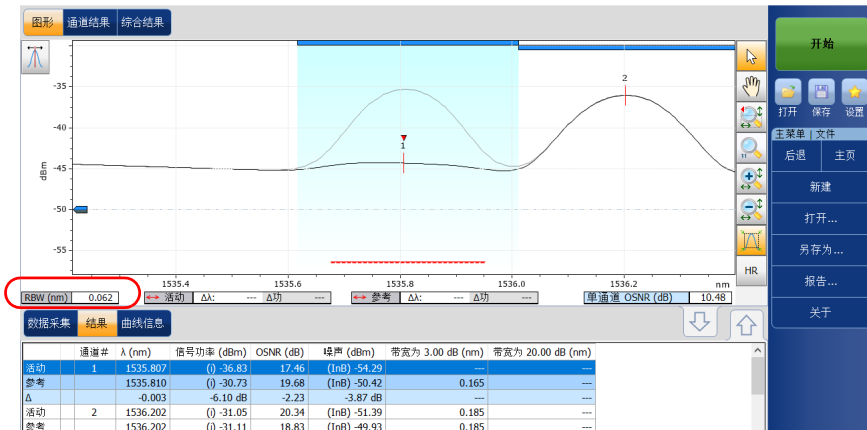 图形 通道结果 综合结果
开始
打开 保存 设置
主菜单 | 文件
后退 主页
新建
打开...
另存为...
报告...
关于
-35
-40
-45
-50
-55
dBm
1
2
11
HR
1535.4 1535.6 1535.8 1536.0 1536.2 nm
RBW (nm) 0.062 活动 Δλ: --- Δ功 --- 参考 Δλ: --- Δ功 --- 单通道 OSNR (dB) 10.48
数据采集 结果 曲线信息
通道# λ (nm) 信号功率 (dBm) OSNR (dB) 噪声 (dBm) 带宽为 3.00 dB (nm) 带宽为 20.00 dB (nm)
活动 1 1535.807 (i) -36.83 17.46 (InB) -54.29 --- ---
参考 1535.810 (i) -30.73 19.68 (InB) -50.42 0.165 ---
Δ -0.003 -6.10 dB -2.23 -3.87 dB --- ---
活动 2 1536.202 (i) -31.05 20.34 (InB) -51.39 0.185 ---
参考 1536.202 (i) -31.11 18.83 (InB) -49.93 0.185 ---